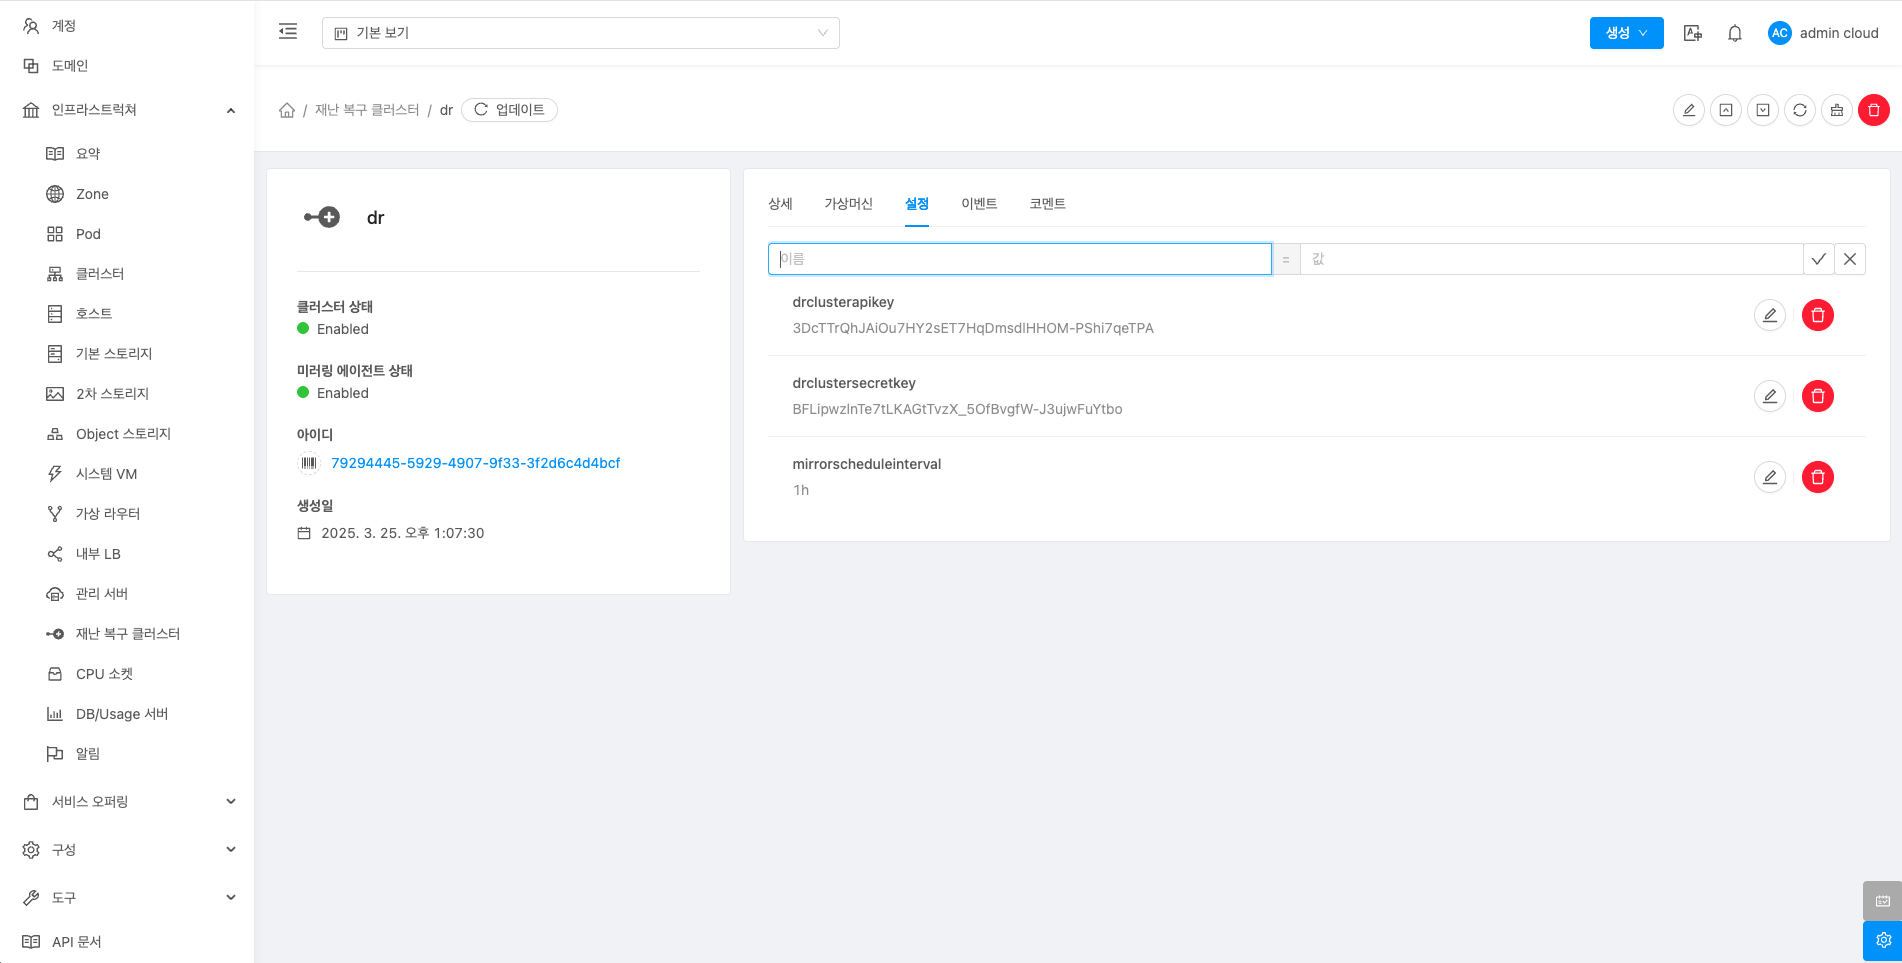 계정
도메인
인프라스트럭쳐
요약
Zone
Pod
클러스터
호스트
기본 스토리지
2차 스토리지
Object 스토리지
시스템 VM
가상 라우터
내부 LB
관리 서버
재난 복구 클러스터
CPU 소켓
DB/Usage 서버
알림
서비스 오퍼링
구성
도구
API 문서
기본 보기
생성
AC admin cloud
/ 재난 복구 클러스터 / dr 업데이트
dr
클러스터 상태
Enabled
미러링 에이전트 상태
Enabled
아이디
79294445-5929-4907-9f33-3f2d6c4d4bcf
생성일
2025. 3. 25. 오후 1:07:30
상세 가상머신 설정 이벤트 코멘트
이름 = 값
drclusterapikey
3DcTTrQhJAiOu7HY2sET7HqDmsdlHHOM-PShi7qeTPA
drclustersecretkey
BFLipwzlnTe7tLKAGtTvzX_5OfBvgfW-J3ujwFuYtbo
mirrorscheduleinterval
1h